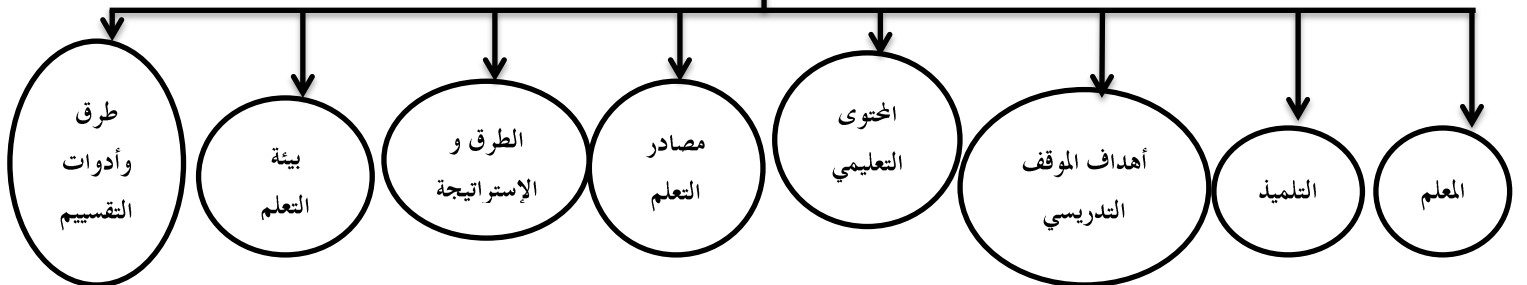 المعلم
التلميذ
أهداف الموقف
التدريسي
المحتوى
التعليمي
مصادر
التعلم
الطرق و
الإستراتيجة
بيئة
التعلم
طرق
وأدوات
التقسييم